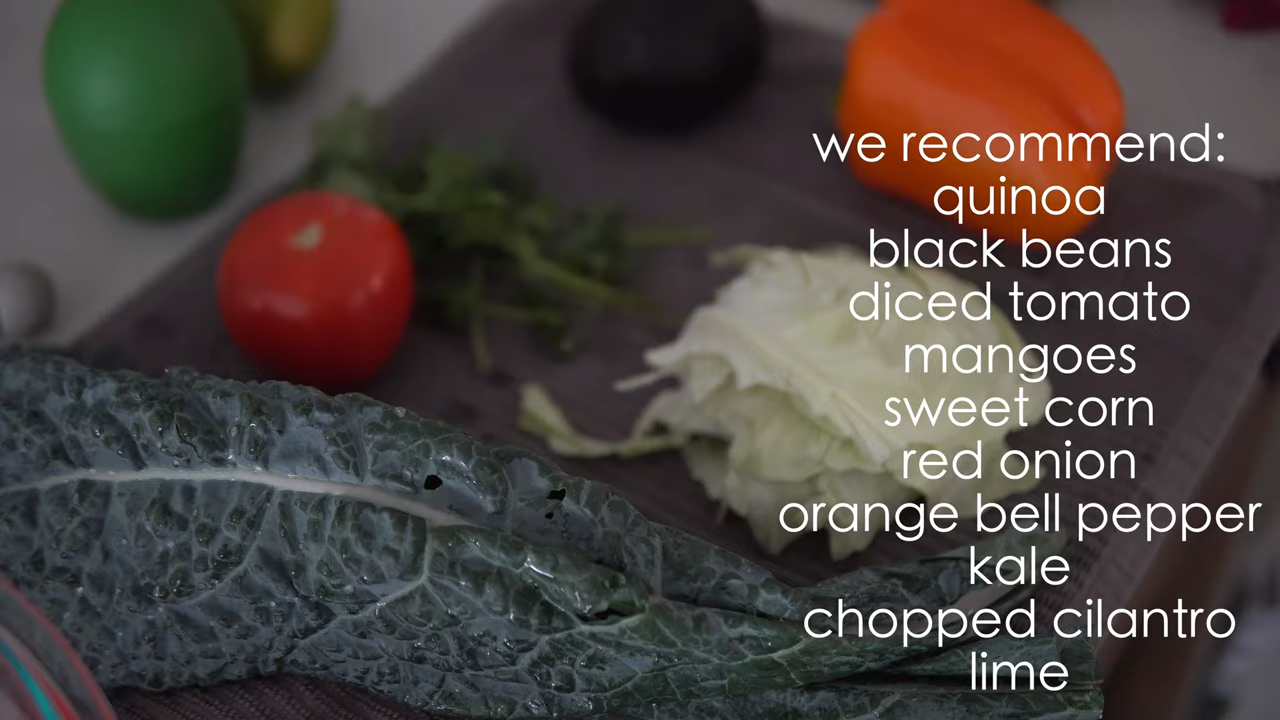 we recommend:
quinoa
black beans
diced tomato
mangoes
sweet corn
red onion
orange bell pepper
kale
chopped cilantro
lime